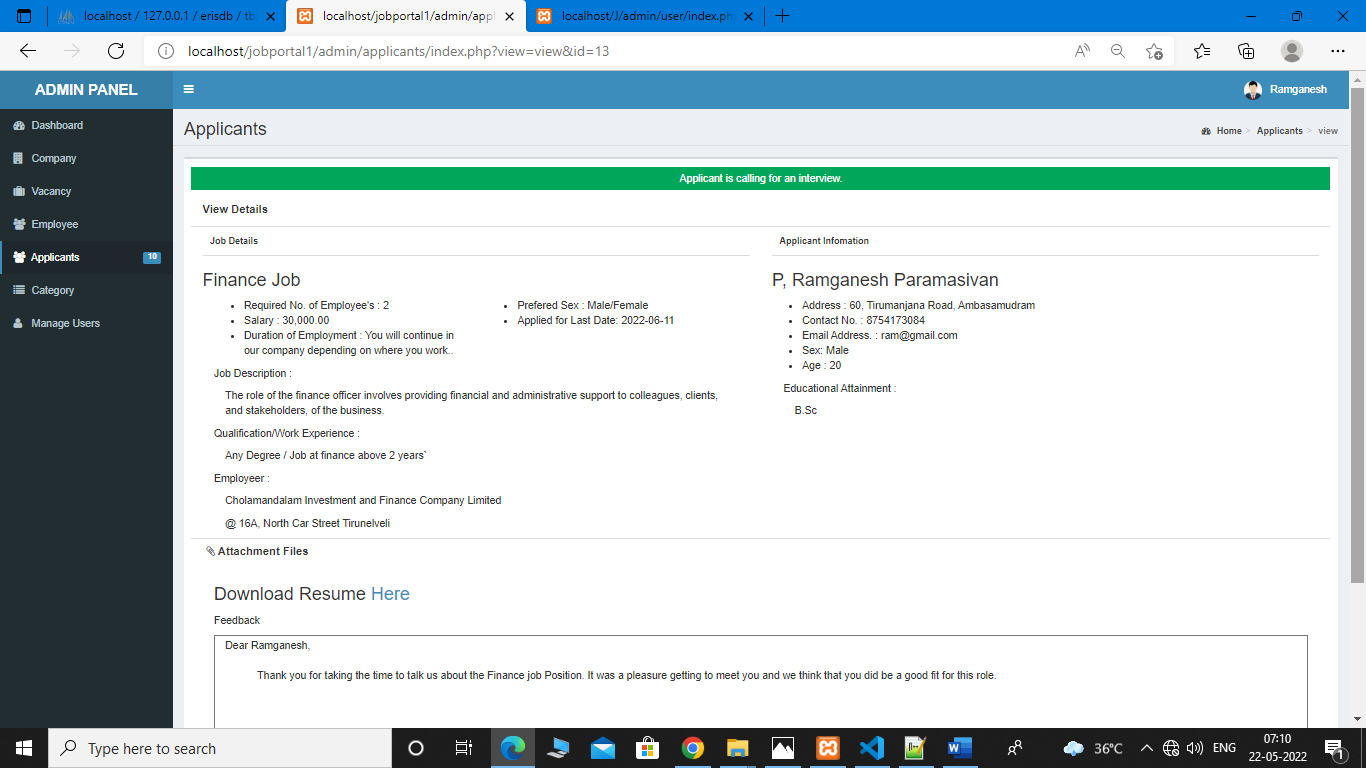 localhost / 127.0.0.1 / erisdb / tb
localhost/jobportal1/admin/appl
localhost/J/admin/user/index.ph
localhost/jobportal1/admin/applicants/index.php?view=view&id=13
ADMIN PANEL
Ramganesh
Dashboard
Company
Vacancy
Employee
Applicants 10
Category
Manage Users
Applicants
Home > Applicants > view
Applicant is calling for an interview.
View Details
Job Details
Finance Job
Required No. of Employee's : 2
Salary : 30,000.00
Duration of Employment : You will continue in
our company depending on where you work..
Prefered Sex : Male/Female
Applied for Last Date: 2022-06-11
Job Description :
The role of the finance officer involves providing financial and administrative support to colleagues, clients,
and stakeholders, of the business.
Qualification/Work Experience :
Any Degree / Job at finance above 2 years`
Employeer :
Cholamandalam Investment and Finance Company Limited
@ 16A, North Car Street Tirunelveli
Applicant Infomation
P, Ramganesh Paramasivan
Address : 60, Tirumanjana Road, Ambasamudram
Contact No. : 8754173084
Email Address. : ram@gmail.com
Sex: Male
Age : 20
Educational Attainment :
B.Sc
Attachment Files
Download Resume Here
Feedback
Dear Ramganesh,
Thank you for taking the time to talk us about the Finance job Position. It was a pleasure getting to meet you and we think that you did be a good fit for this role.
Type here to search
36°C
ENG
07:10
22-05-2022
1